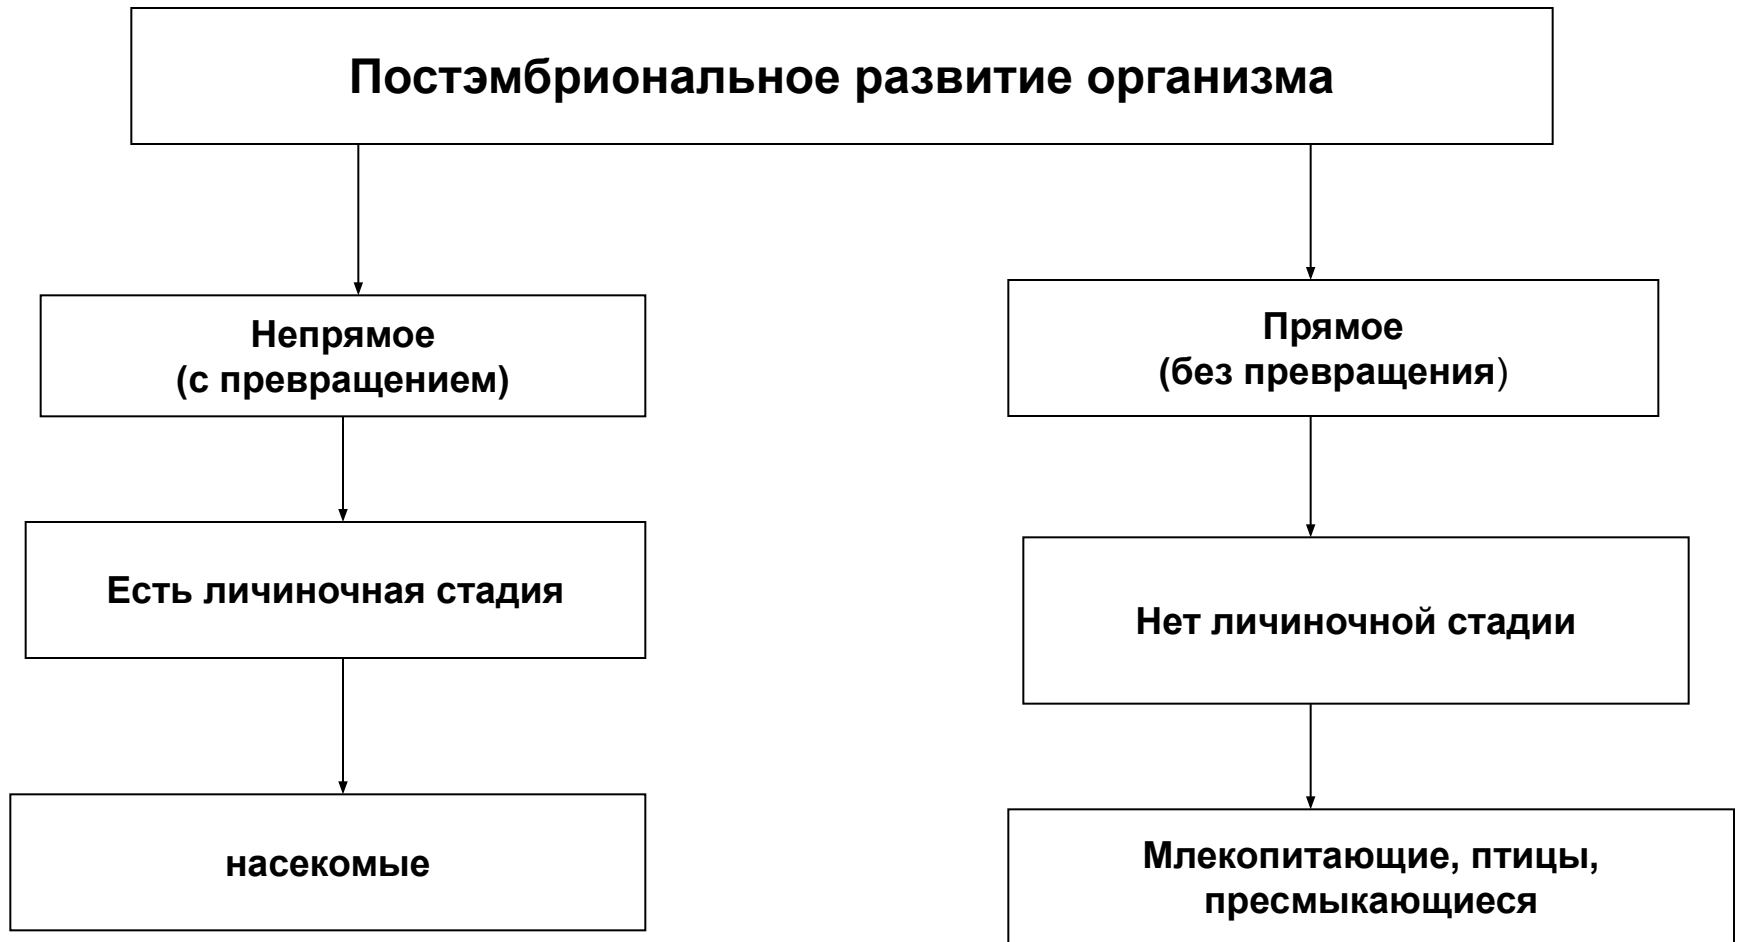 Постэмбриональное развитие организма
Непрямое
(с превращением)
Прямое
(без превращения)
Есть личиночная стадия
Нет личиночной стадии
насекомые
Млекопитающие, птицы,
пресмыкающиеся